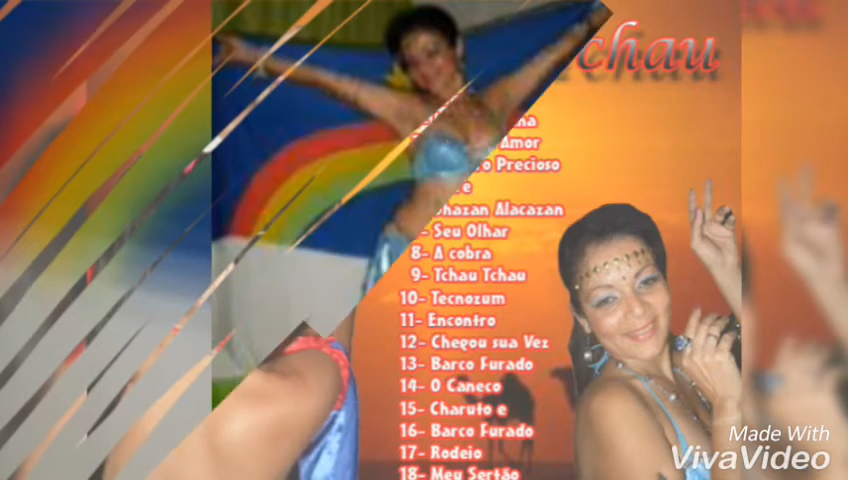 chau
Amor
o Precioso
e
hazan Alacazan
- Seu Olhar
8- A cobra
9- Tchau Tchau
10- Tecnozum
11- Encontro
12- Chegou sua Vez
13- Barco Furado
14- O Caneco
15- Charuto e
16- Barco Furado
17- Rodeio
18- Meu Sertão
Made With
VivaVideo